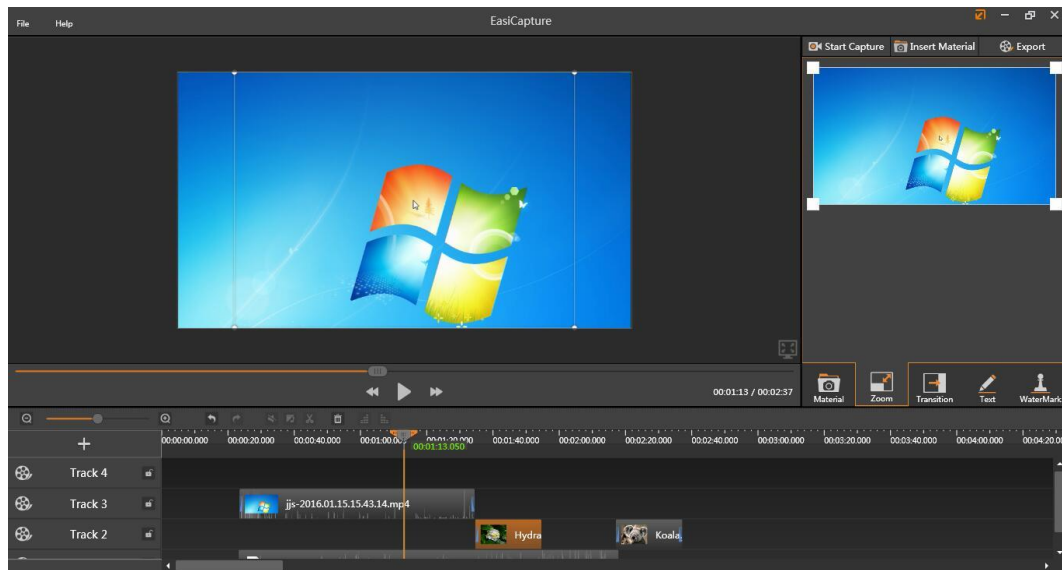 File Help EasiCapture
Start Capture Insert Material Export
00:01:13 / 00:02:37
Material Zoom Transition Text WaterMark
00:00:00.000 00:00:20.000 00:00:40.000 00:01:40.000 00:02:00.000 00:02:20.000 00:02:40.000 00:03:00.000 00:03:20.000 00:03:40.000 00:04:00.000
00:01:13.050
Track 4
Track 3 jjs-2016.01.15.15.43.14.mp4
Track 2 Hydra Koala